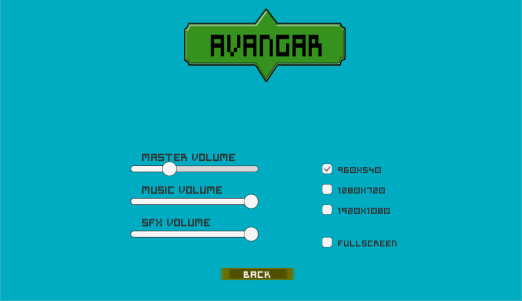 AVANGAR
MASTER VOLUME
MUSIC VOLUME
SFX VOLUME
960X540
1280X720
1920X1080
FULLSCREEN
BACK